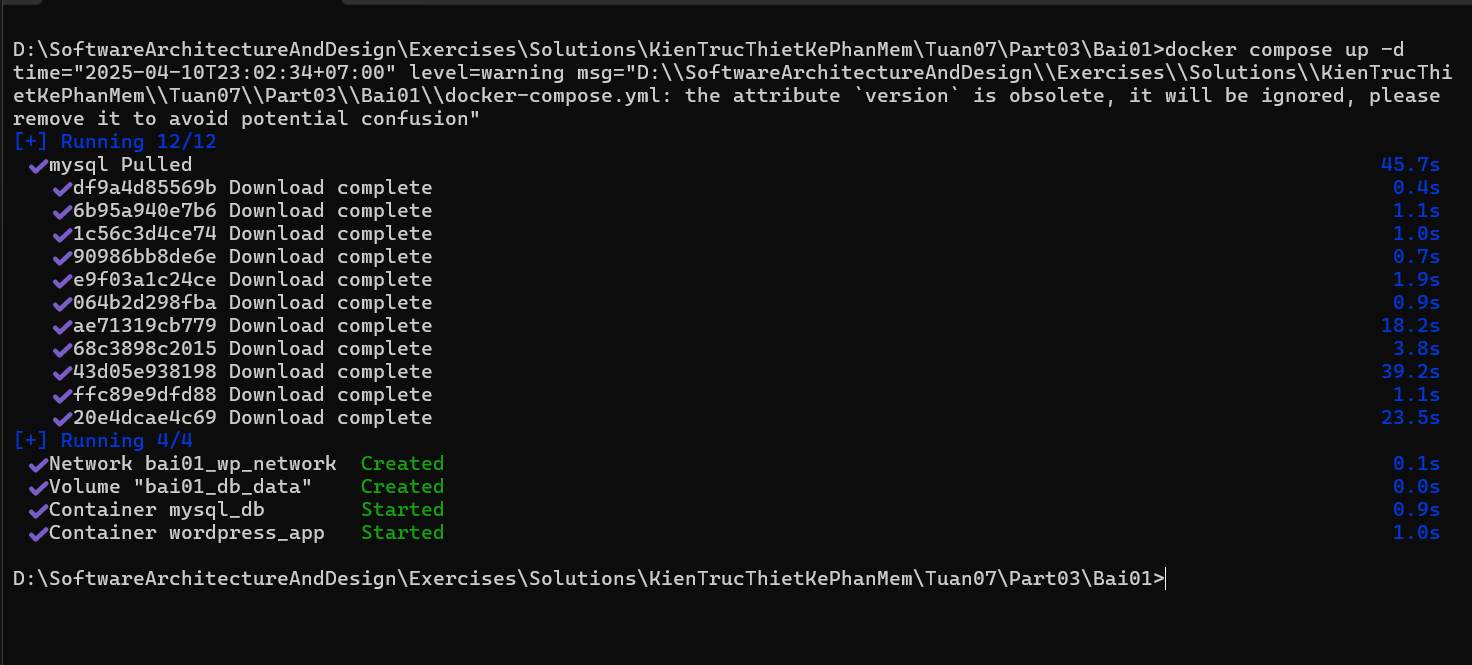 D:\SoftwareArchitectureAndDesign\Exercises\Solutions\KienTrucThietKePhanMem\Tuan07\Part03\Bai01>docker compose up -d
time="2025-04-10T23:02:34+07:00" level=warning msg="D:\\SoftwareArchitectureAndDesign\\Exercises\\Solutions\\KienTrucThi
etKePhanMem\\Tuan07\\Part03\\Bai01\\docker-compose.yml: the attribute `version` is obsolete, it will be ignored, please
remove it to avoid potential confusion"
[+] Running 12/12
✔mysql Pulled 45.7s
✔df9a4d85569b Download complete 0.4s
✔6b95a940e7b6 Download complete 1.1s
✔1c56c3d4ce74 Download complete 1.0s
✔90986bb8de6e Download complete 0.7s
✔e9f03a1c24ce Download complete 1.9s
✔064b2d298fba Download complete 0.9s
✔ae71319cb779 Download complete 18.2s
✔68c3898c2015 Download complete 3.8s
✔43d05e938198 Download complete 39.2s
✔ffc89e9dfd88 Download complete 1.1s
✔20e4dcae4c69 Download complete 23.5s
[+] Running 4/4
✔Network bai01_wp_network Created 0.1s
✔Volume "bai01_db_data" Created 0.0s
✔Container mysql_db Started 0.9s
✔Container wordpress_app Started 1.0s
D:\SoftwareArchitectureAndDesign\Exercises\Solutions\KienTrucThietKePhanMem\Tuan07\Part03\Bai01>